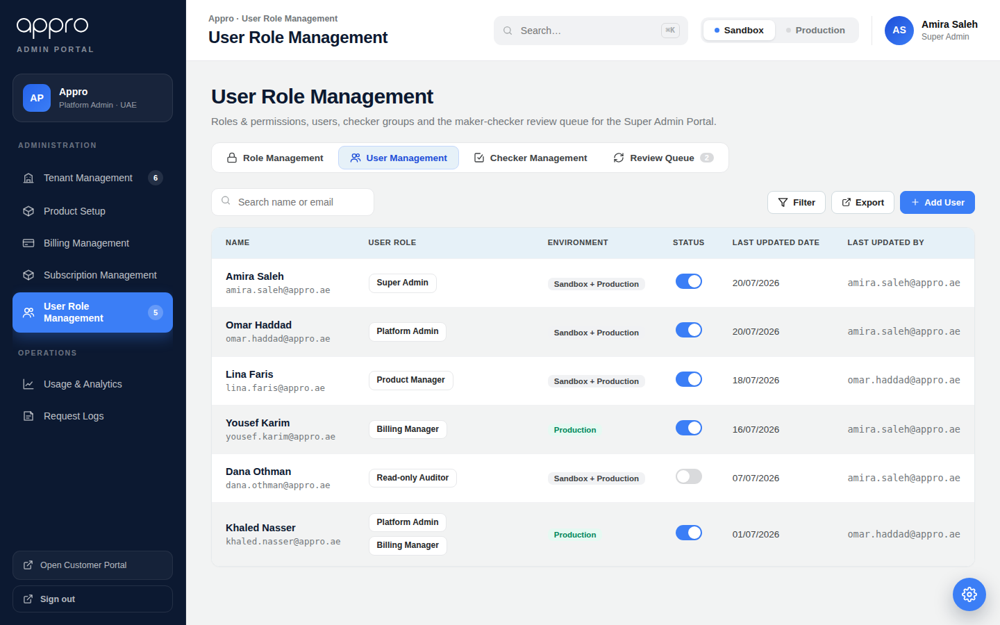 appro
ADMIN PORTAL
AP
Appro
Platform Admin · UAE
ADMINISTRATION
Tenant Management 6
Product Setup
Billing Management
Subscription Management
User Role
Management 5
OPERATIONS
Usage & Analytics
Request Logs
Open Customer Portal
Sign out
Appro · User Role Management
User Role Management
Search… ⌘K
Sandbox
Production
AS
Amira Saleh
Super Admin
User Role Management
Roles & permissions, users, checker groups and the maker-checker review queue for the Super Admin Portal.
Role Management
User Management
Checker Management
Review Queue 2
Search name or email
Filter
Export
Add User
NAME USER ROLE ENVIRONMENT STATUS LAST UPDATED DATE LAST UPDATED BY
Amira Saleh
amira.saleh@appro.ae
Super Admin
Sandbox + Production
20/07/2026
amira.saleh@appro.ae
Omar Haddad
omar.haddad@appro.ae
Platform Admin
Sandbox + Production
20/07/2026
amira.saleh@appro.ae
Lina Faris
lina.faris@appro.ae
Product Manager
Sandbox + Production
18/07/2026
omar.haddad@appro.ae
Yousef Karim
yousef.karim@appro.ae
Billing Manager
Production
16/07/2026
omar.haddad@appro.ae
Dana Othman
dana.othman@appro.ae
Read-only Auditor
Sandbox + Production
07/07/2026
amira.saleh@appro.ae
Khaled Nasser
khaled.nasser@appro.ae
Platform Admin
Billing Manager
Production
01/07/2026
omar.haddad@appro.ae